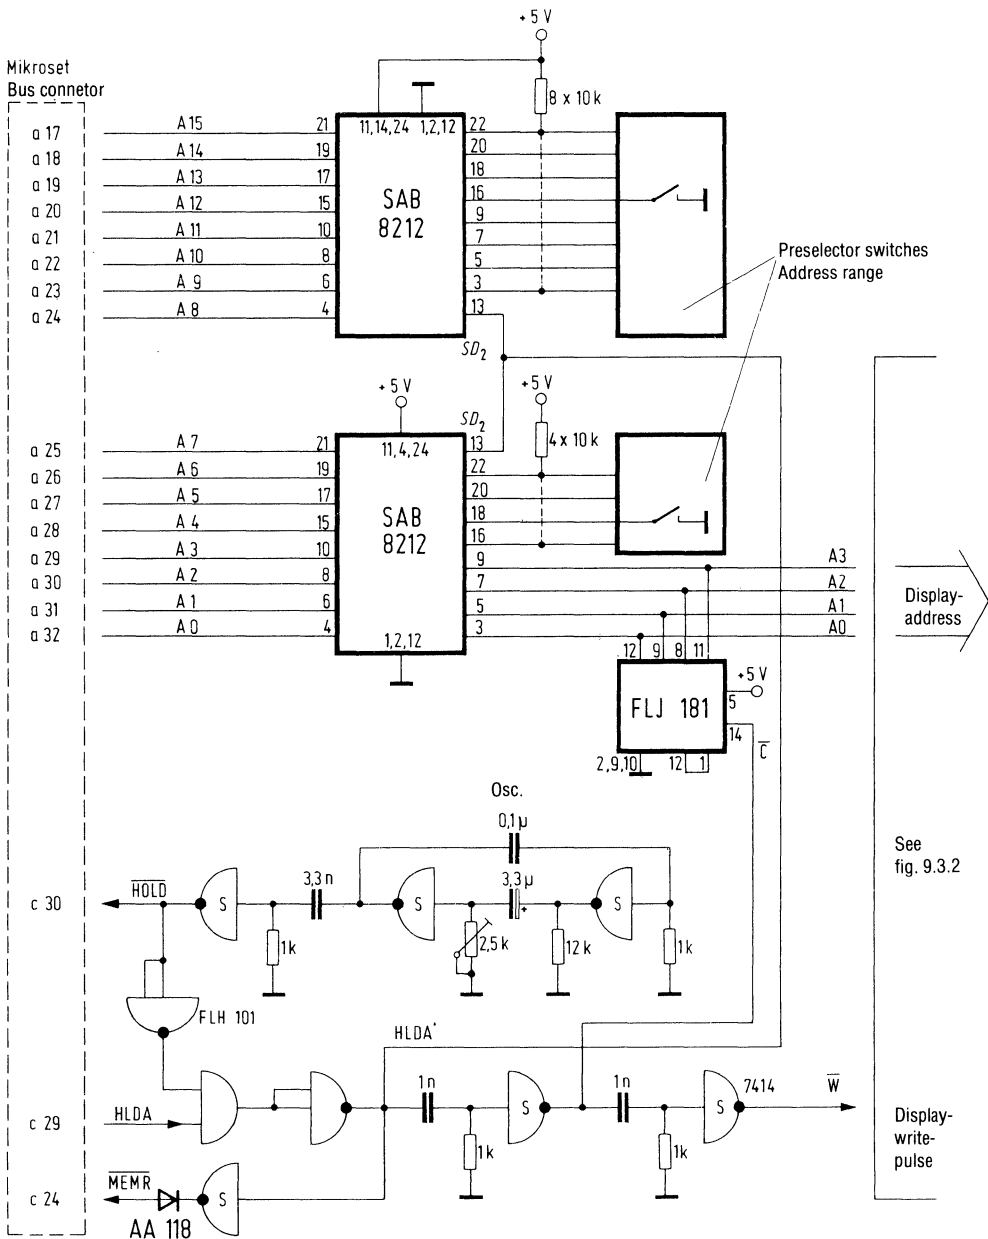 +5 V
Mikroset
Bus connetor
8 x 10 k
a 17 A 15 21 11,14,24 1,2,12 22
a 18 A 14 19 20
a 19 A 13 17 18
a 20 A 12 15 SAB 16
a 21 A 11 10 8212 9
a 22 A 10 8 7
a 23 A 9 6 5
a 24 A 8 4 3
13
SD2
Preselector switches
Address range
+5 V
+5 V
SD2
4 x 10 k
a 25 A 7 21 11,4,24 13
a 26 A 6 19 22
a 27 A 5 17 20
a 28 A 4 15 SAB 18
a 29 A 3 10 8212 16
a 30 A 2 8 9 A3
a 31 A 1 6 7 A2
a 32 A 0 4 5 A1
1,2,12 3 A0
Display-
address
12 9 8 11
+5 V
FLJ 181 5
14
2,9,10 12 1 C̅
Osc.
0,1 µ
See
fig. 9.3.2
c 30 H̅O̅L̅D̅ S 3,3 n S 3,3 µ + S
1k 2,5 k 12k 1k
FLH 101
HLDA*
1n 1n 7414 W̅
c 29 HLDA S S
1k 1k
Display-
write-
pulse
c 24 M̅E̅M̅R̅ S
AA 118